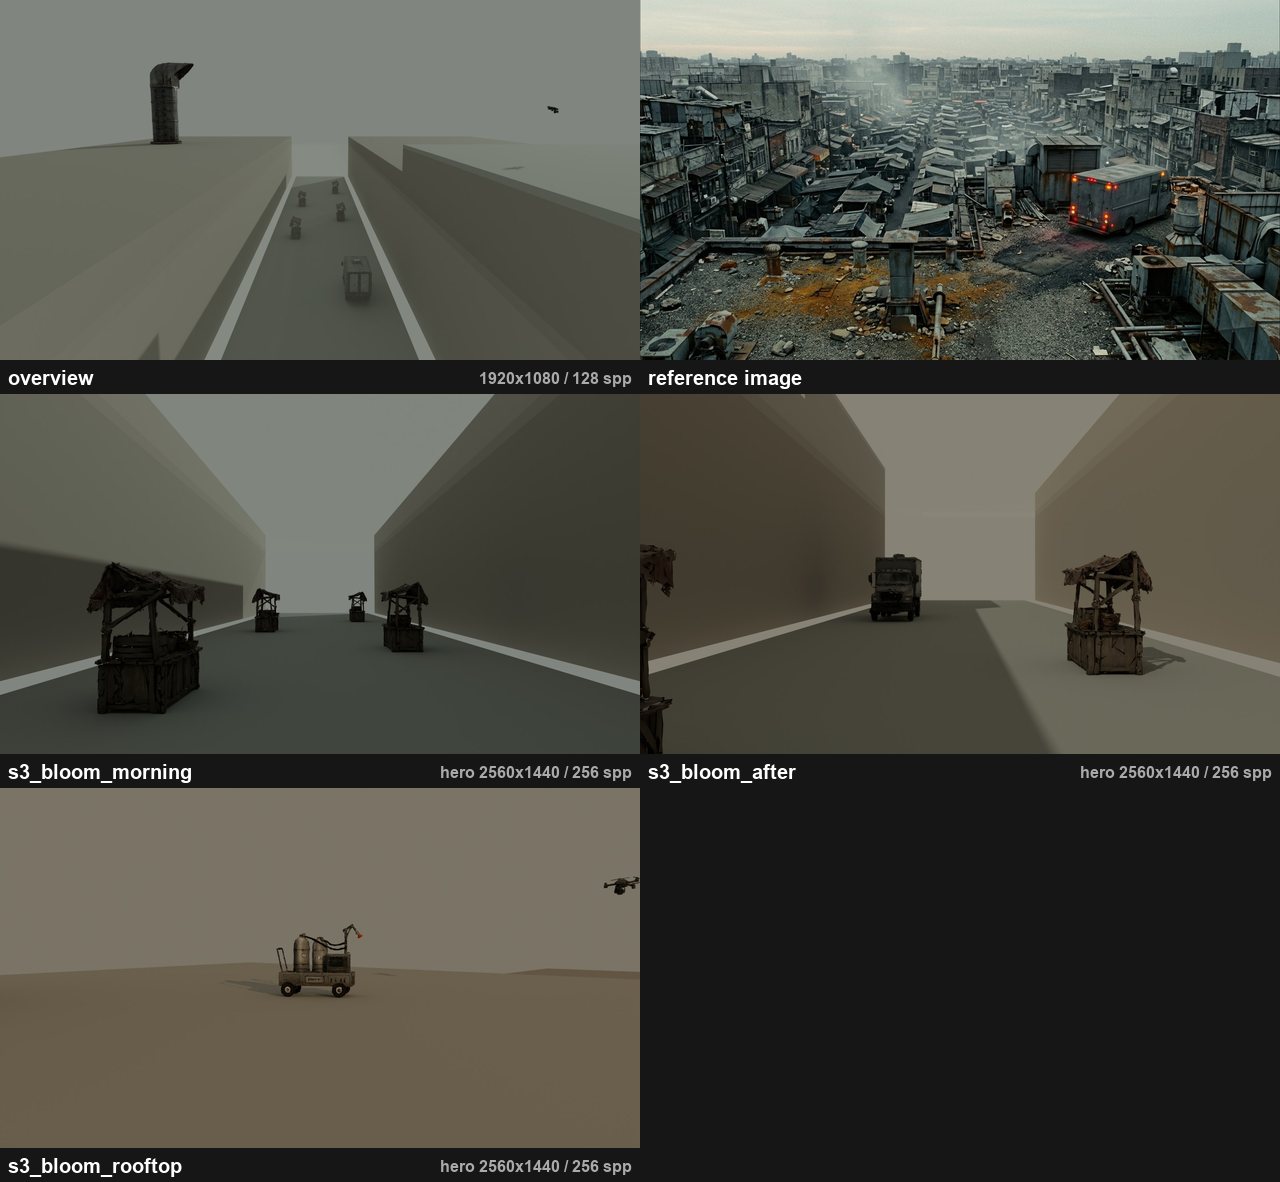 overview
1920x1080 / 128 spp
reference image
s3_bloom_morning
hero 2560x1440 / 256 spp
s3_bloom_after
hero 2560x1440 / 256 spp
s3_bloom_rooftop
hero 2560x1440 / 256 spp